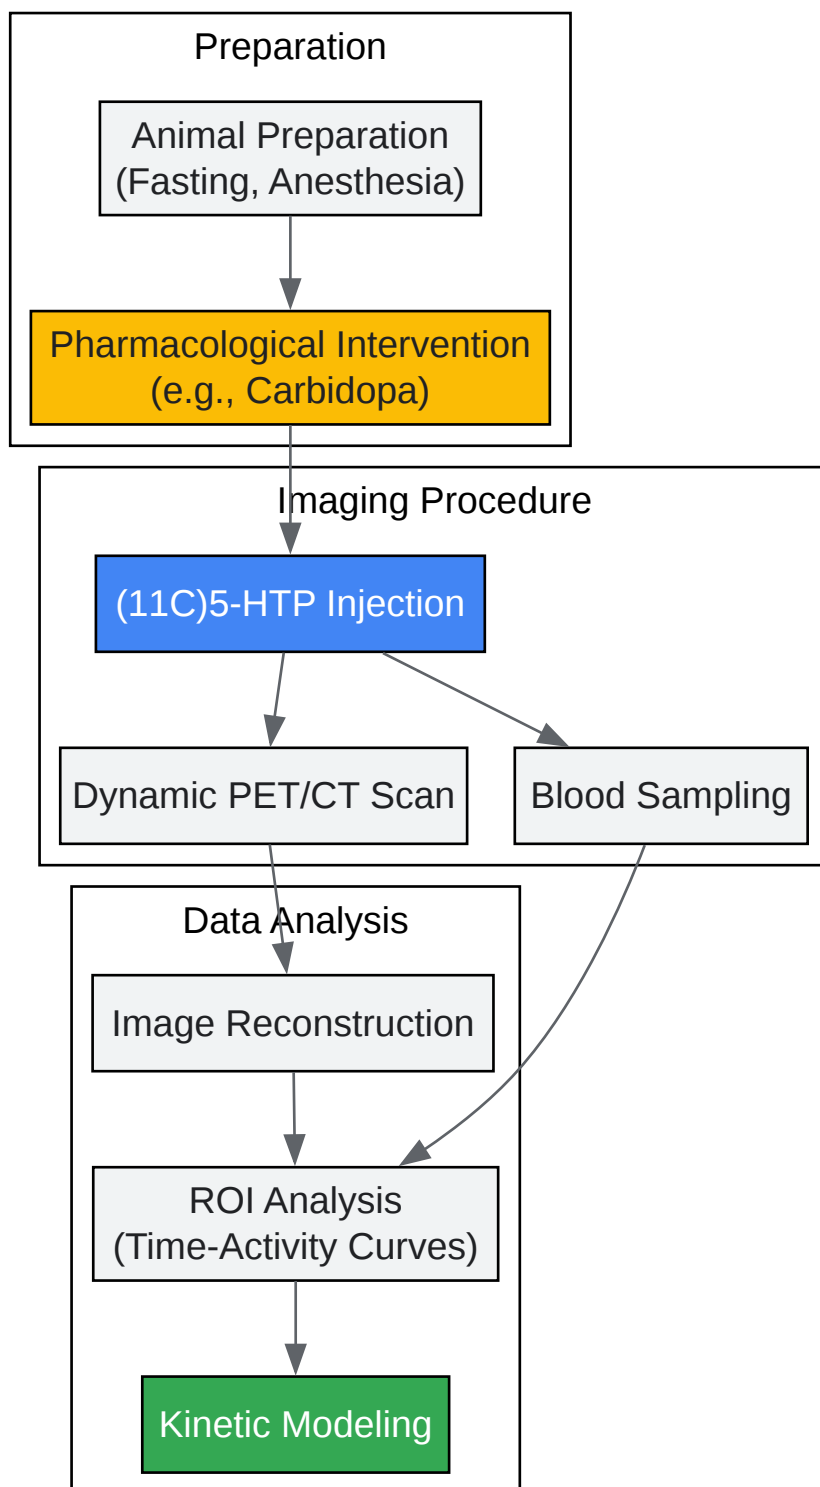 Preparation
Animal Preparation
(Fasting, Anesthesia)
Pharmacological Intervention
(e.g., Carbidopa)
Imaging Procedure
(11C)5-HTP Injection
Dynamic PET/CT Scan
Blood Sampling
Data Analysis
Image Reconstruction
ROI Analysis
(Time-Activity Curves)
Kinetic Modeling